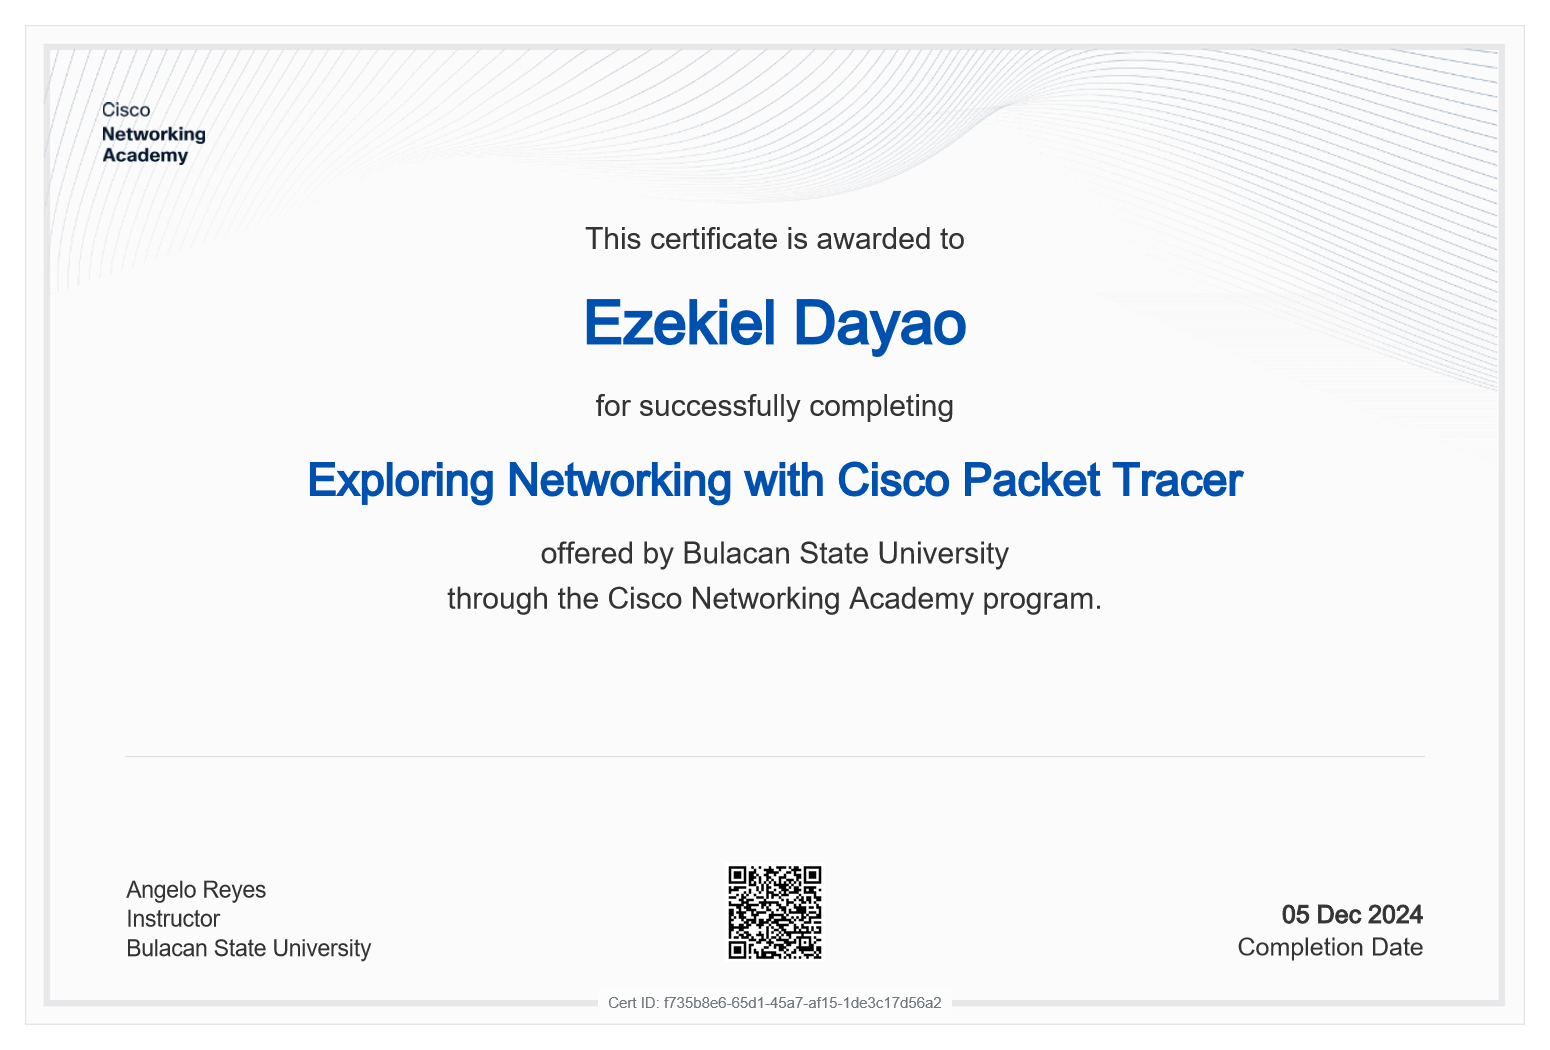 Cisco
Networking
Academy
This certificate is awarded to
Ezekiel Dayao
for successfully completing
Exploring Networking with Cisco Packet Tracer
offered by Bulacan State University
through the Cisco Networking Academy program.
Angelo Reyes
Instructor
Bulacan State University
05 Dec 2024
Completion Date
Cert ID: f735b8e6-65d1-45a7-af15-1de3c17d56a2